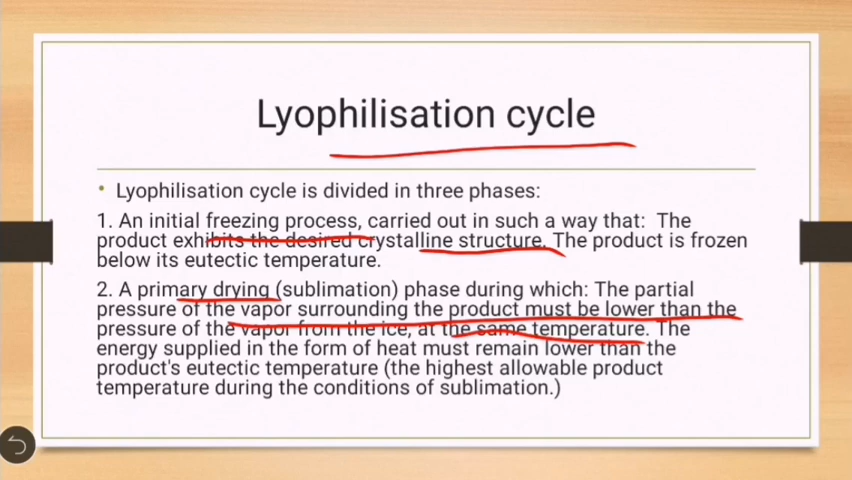 Lyophilisation cycle
• Lyophilisation cycle is divided in three phases:
1. An initial freezing process, carried out in such a way that: The
product exhibits the desired crystalline structure. The product is frozen
below its eutectic temperature.
2. A primary drying (sublimation) phase during which: The partial
pressure of the vapor surrounding the product must be lower than the
pressure of the vapor from the ice, at the same temperature. The
energy supplied in the form of heat must remain lower than the
product's eutectic temperature (the highest allowable product
temperature during the conditions of sublimation.)